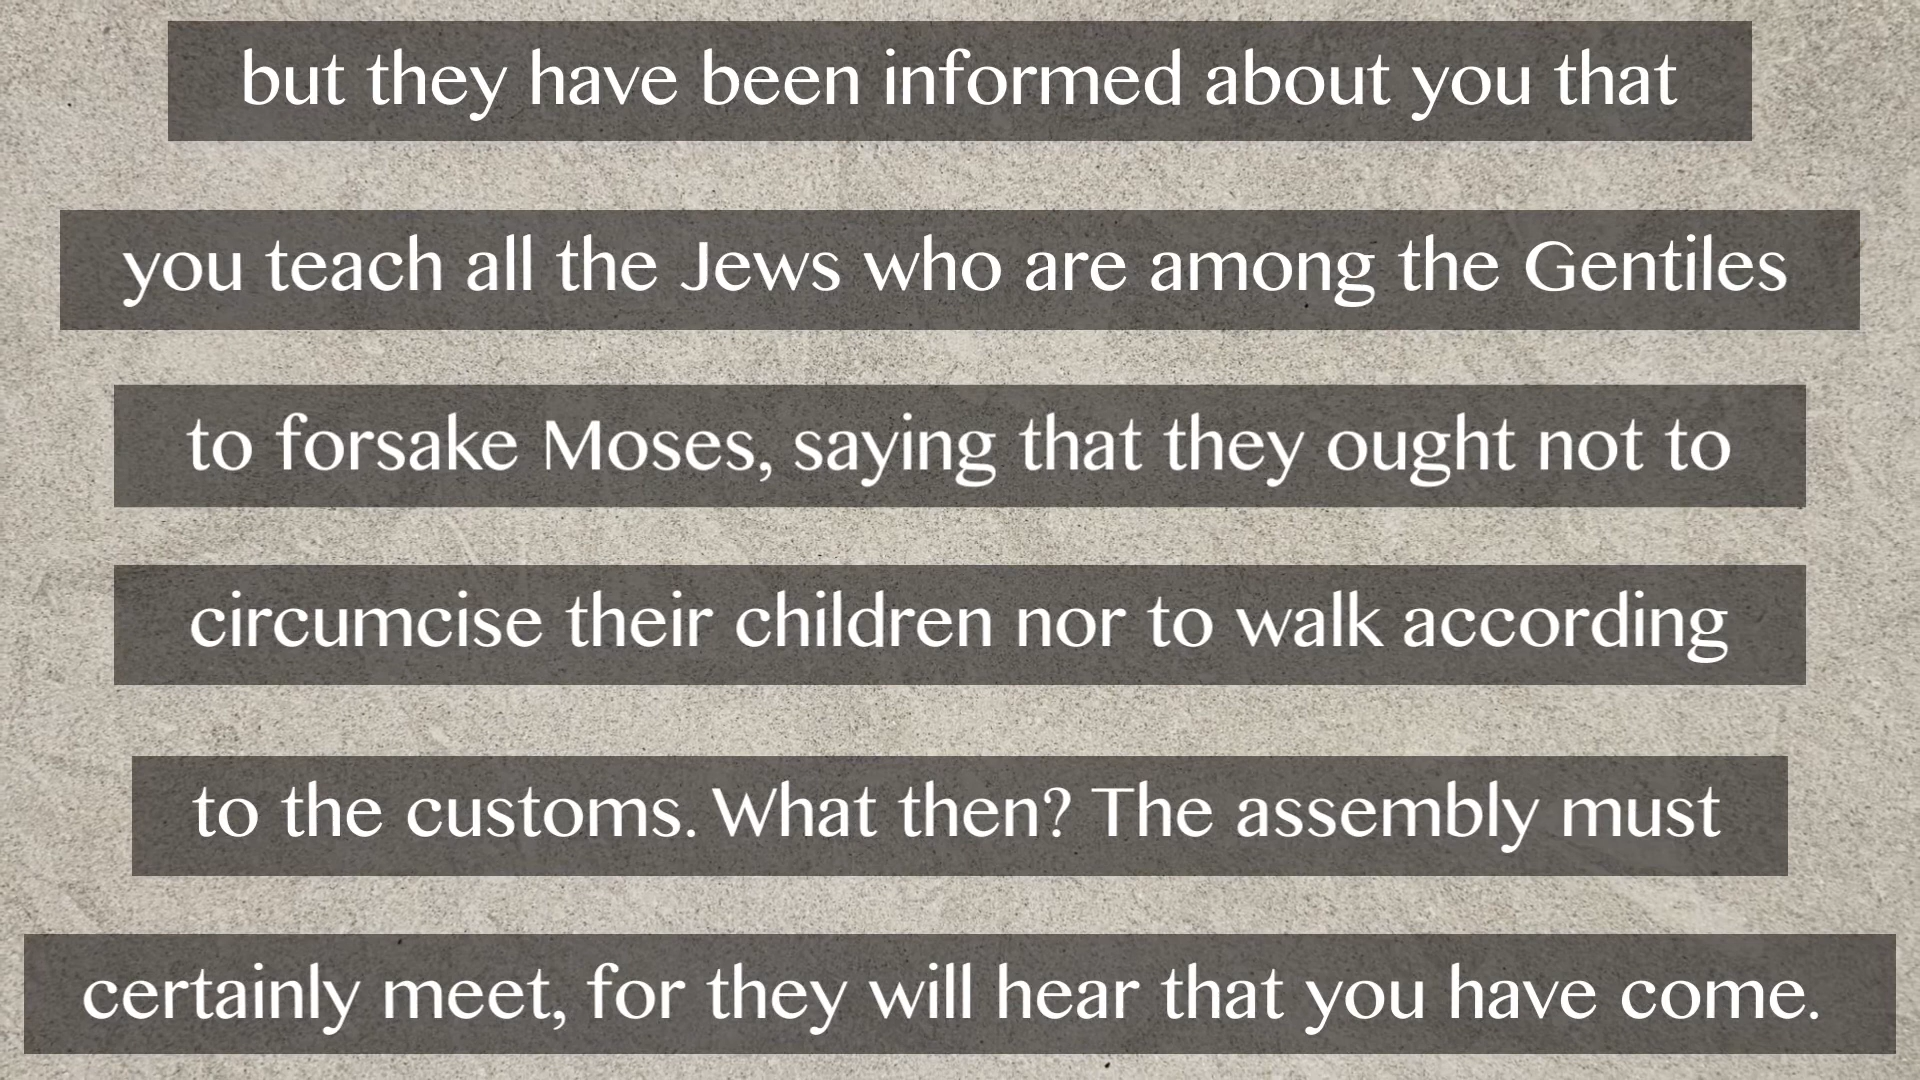 but they have been informed about you that
you teach all the Jews who are among the Gentiles
to forsake Moses, saying that they ought not to
circumcise their children nor to walk according
to the customs. What then? The assembly must
certainly meet, for they will hear that you have come.